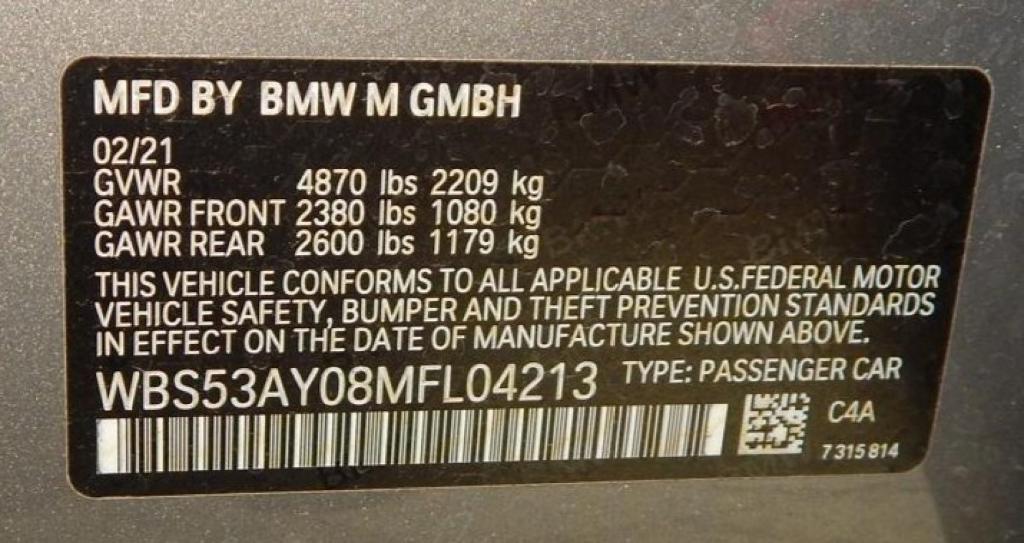 MFD BY BMW M GMBH
02/21
GVWR 4870 lbs 2209 kg
GAWR FRONT 2380 lbs 1080 kg
GAWR REAR 2600 lbs 1179 kg
THIS VEHICLE CONFORMS TO ALL APPLICABLE U.S.FEDERAL MOTOR
VEHICLE SAFETY, BUMPER AND THEFT PREVENTION STANDARDS
IN EFFECT ON THE DATE OF MANUFACTURE SHOWN ABOVE.
WBS53AY08MFL04213 TYPE: PASSENGER CAR
C4A
7315814